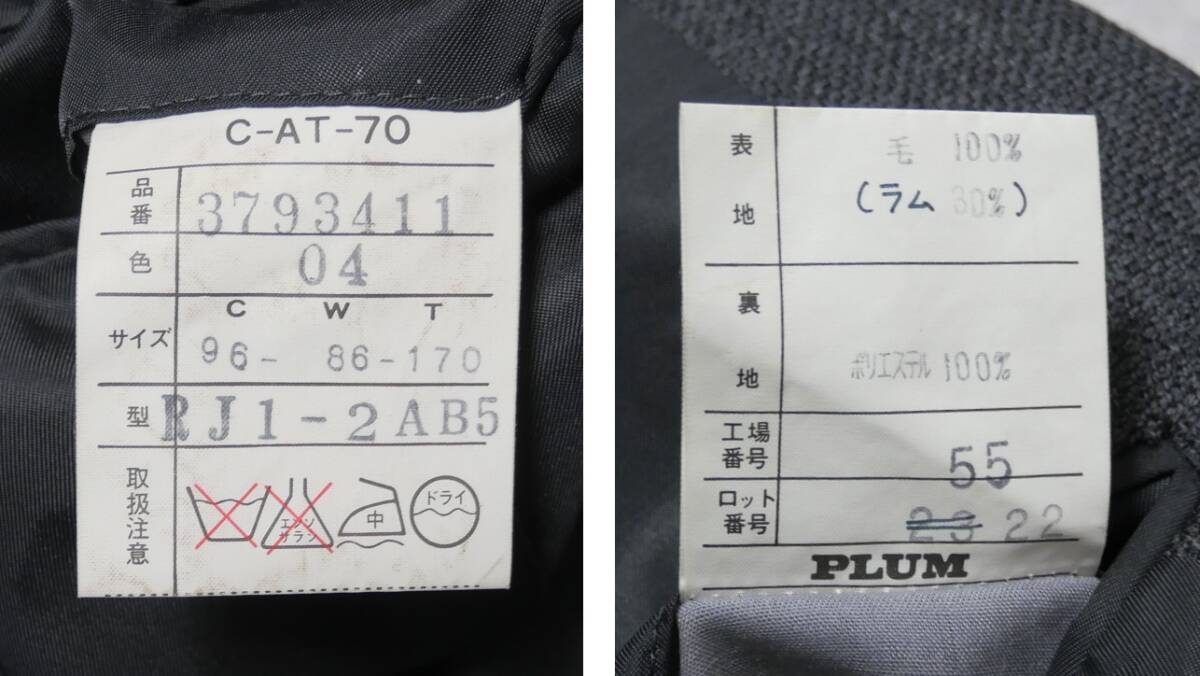 C-AT-70
品番 3793411
色 04
C W T
サイズ 96- 86-170
型 RJ1-2AB5
取扱注意 エンソ サラシ 中 ドライ
表地 毛 100%
(ラム 30%)
裏地 ポリエステル 100%
工場番号 55
ロット番号 23 22
PLUM